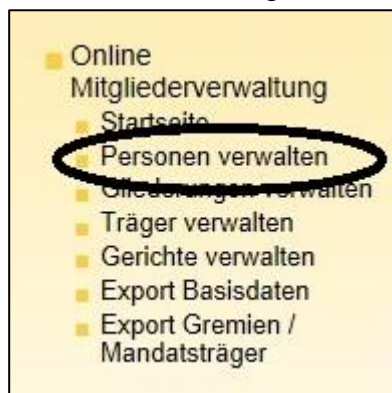 Online
Mitgliederverwaltung
Startseite
Personen verwalten
Gliederungen verwalten
Träger verwalten
Gerichte verwalten
Export Basisdaten
Export Gremien /
Mandatsträger